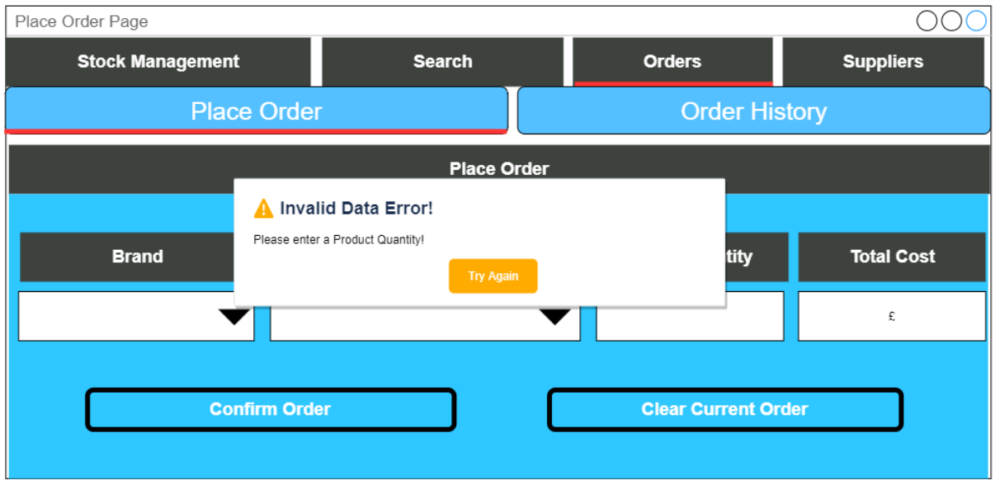 Place Order Page
Stock Management Search Orders Suppliers
Place Order Order History
Place Order
Invalid Data Error!
Please enter a Product Quantity!
Try Again
Brand tity Total Cost
£
Confirm Order Clear Current Order